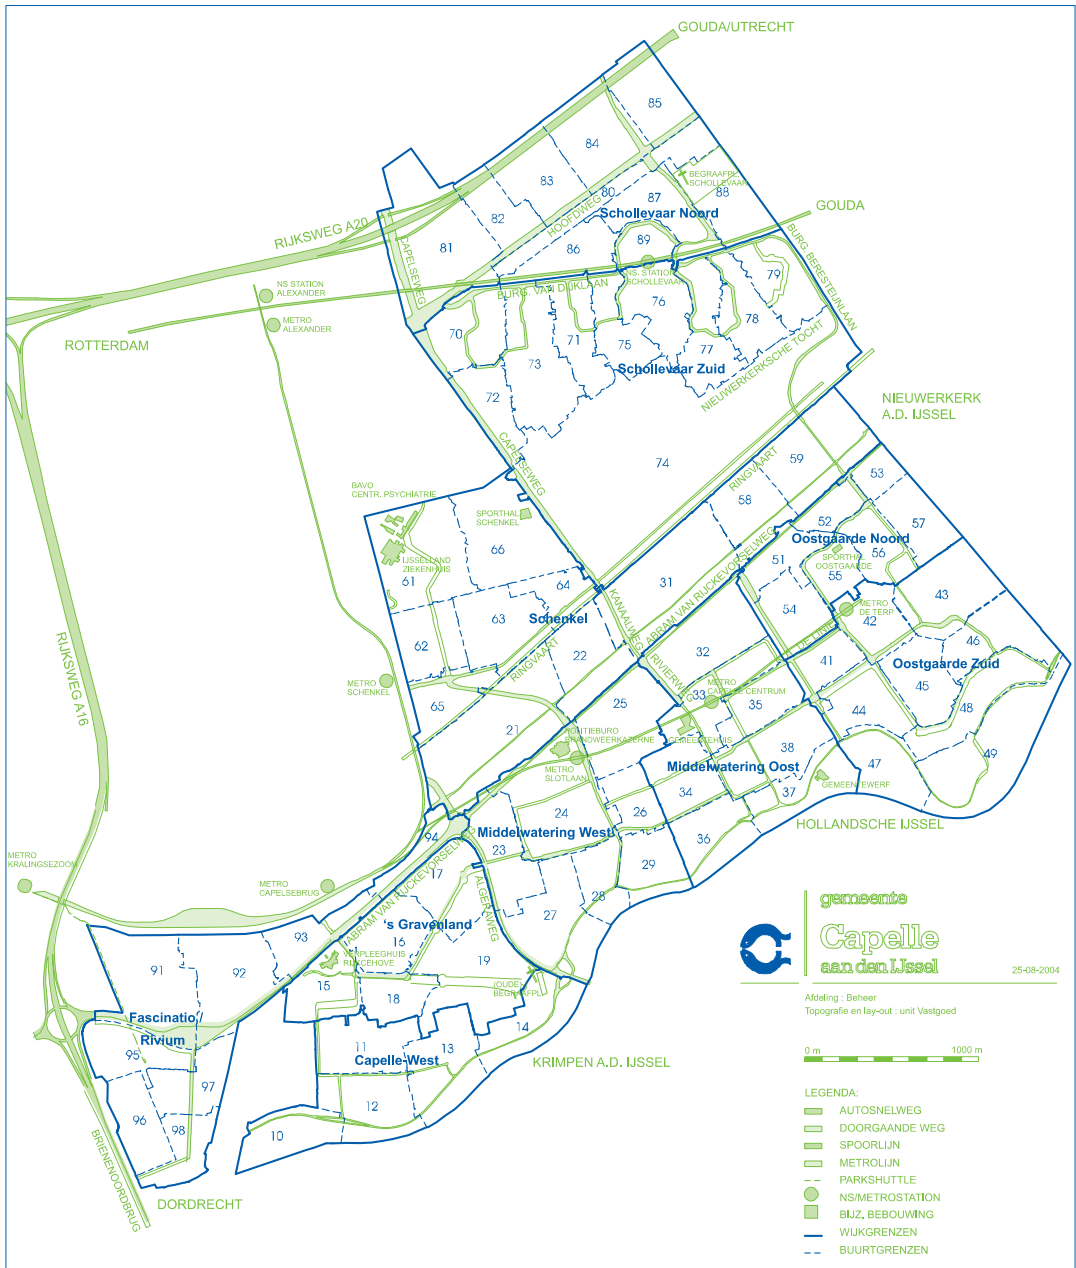 GOUDA/UTRECHT
85
84
83
80
87
88
BEGRAAFPL.
SCHOLLEVAAR
HOOFDWEG
Schollevaar Noord
GOUDA
82
81
86
89
RIJKSWEG A20
CAPELSEWEG
NS. STATION
SCHOLLEVAAR
BURG. VAN DIJKLAAN
BURG. BERESTEIJNLAAN
79
NS STATION
ALEXANDER
METRO
ALEXANDER
ROTTERDAM
76
78
70
71
75
77
73
72
Schollevaar Zuid
NIEUWERKERKSCHE TOCHT
NIEUWERKERK
A.D. IJSSEL
CAPELSEWEG
74
RINGVAART
59
58
53
BAVO
CENTR. PSYCHIATRIE
SPORTHAL
SCHENKEL
66
IJSSELLAND
ZIEKENHUIS
61
52
57
Oostgaarde Noord
SPORTHAL
OOSTGAARDE
56
51
55
64
31
ABRAM VAN RIJCKEVORSELWEG
KANAALWEG
54
METRO
DE TERP
42
43
DE LINIE
63
Schenkel
62
22
RINGVAART
RIVIERWEG
32
46
41
Oostgaarde Zuid
45
48
METRO
SCHENKEL
METRO
CAPELLE CENTRUM
33
35
44
65
25
21
POLITIEBURO
BRANDWEERKAZERNE
GEMEENTEHUIS
38
49
47
METRO
SLOTLAAN
Middelwatering Oost
GEMEENTEWERF
34
37
RIJKSWEG A16
24
26
HOLLANDSCHE IJSSEL
94
Middelwatering West
23
36
29
METRO
KRALINGSEZOOM
METRO
CAPELSEBRUG
ABRAM VAN RIJCKEVORSELWEG
17
ALGERAWEG
28
27
's Gravenland
93
16
VERPLEEGHUIS
RIJCKEHOVE
19
91
92
15
18
(OUDE)
BEGRAAFPL.
gemeente
Capelle
aan den IJssel
25-08-2004
Afdeling : Beheer
Topografie en lay-out : unit Vastgoed
Fascinatio /
Rivium
14
11
13
Capelle-West
KRIMPEN A.D. IJSSEL
0 m
1000 m
95
97
96
98
12
10
BRIENENOORDBRUG
DORDRECHT
LEGENDA:
AUTOSNELWEG
DOORGAANDE WEG
SPOORLIJN
METROLIJN
PARKSHUTTLE
NS/METROSTATION
BIJZ. BEBOUWING
WIJKGRENZEN
BUURTGRENZEN